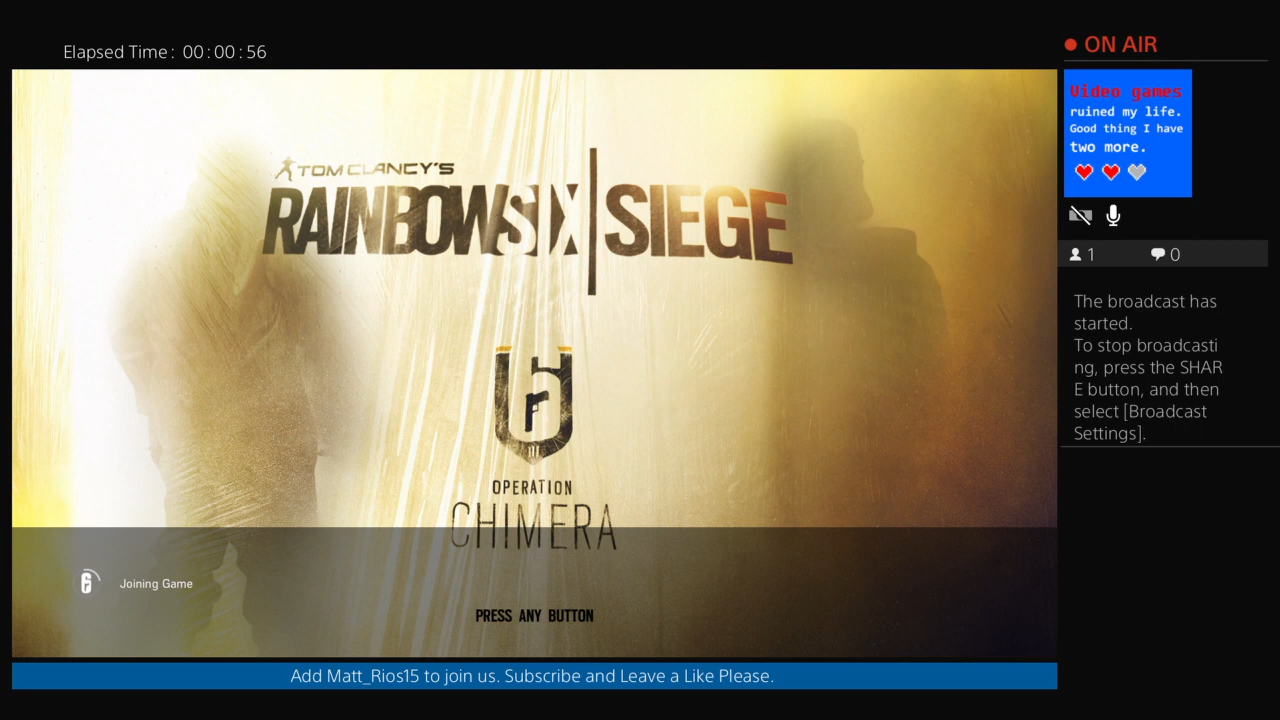 Elapsed Time: 00:00:56
ON AIR
Video games
ruined my life.
Good thing I have
two more.
1 0
The broadcast has
started.
To stop broadcasti
ng, press the SHAR
E button, and then
select [Broadcast
Settings].
TOM CLANCY'S
RAINBOWSIX | SIEGE
OPERATION
CHIMERA
Joining Game
PRESS ANY BUTTON
Add Matt_Rios15 to join us. Subscribe and Leave a Like Please.